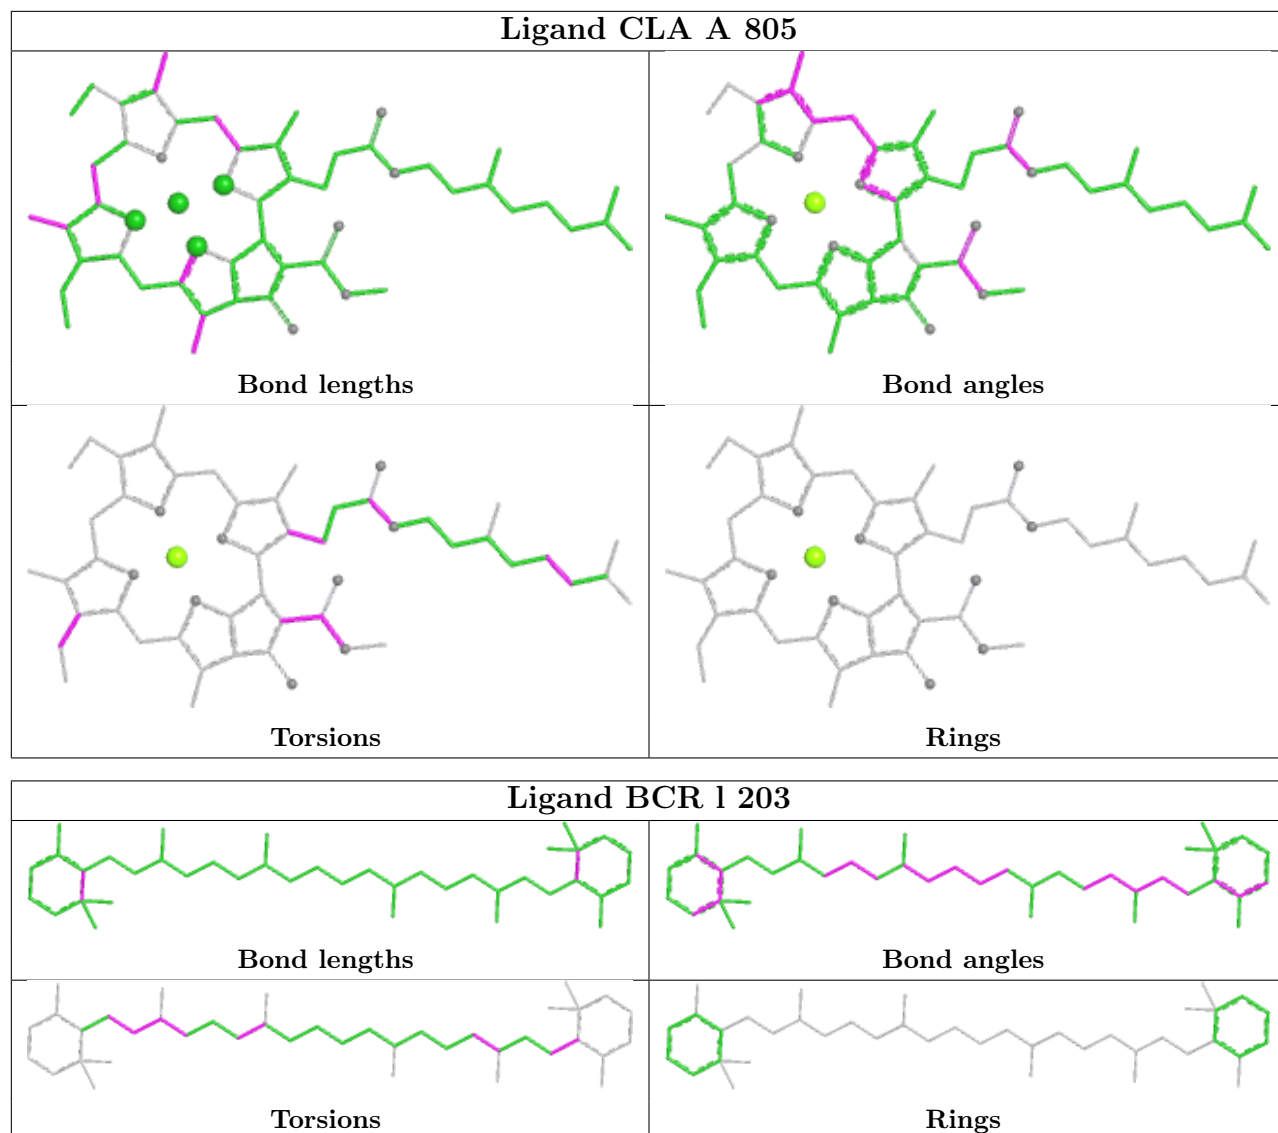 Ligand CLA A 805
Bond lengths
Bond angles
Torsions
Rings
Ligand BCR l 203
Bond lengths
Bond angles
Torsions
Rings